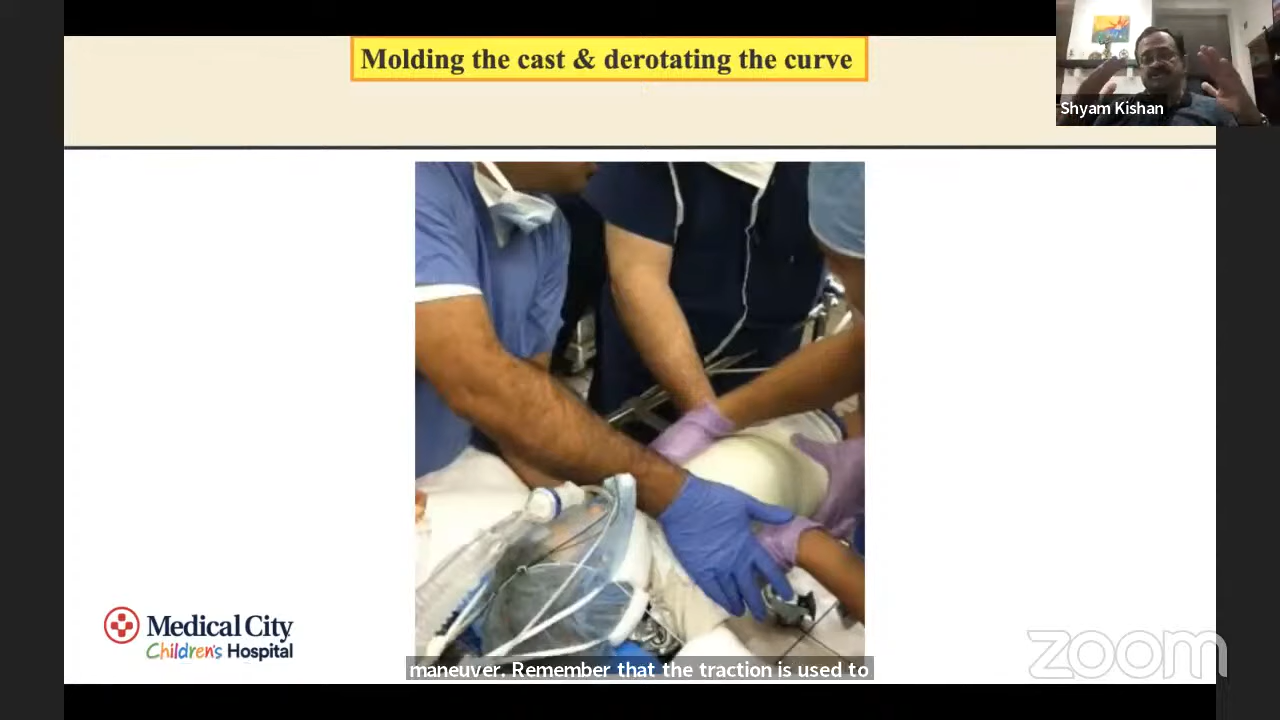 Molding the cast & derotating the curve
Shyam Kishan
Medical City
Children's Hospital
maneuver. Remember that the traction is used to
zoom